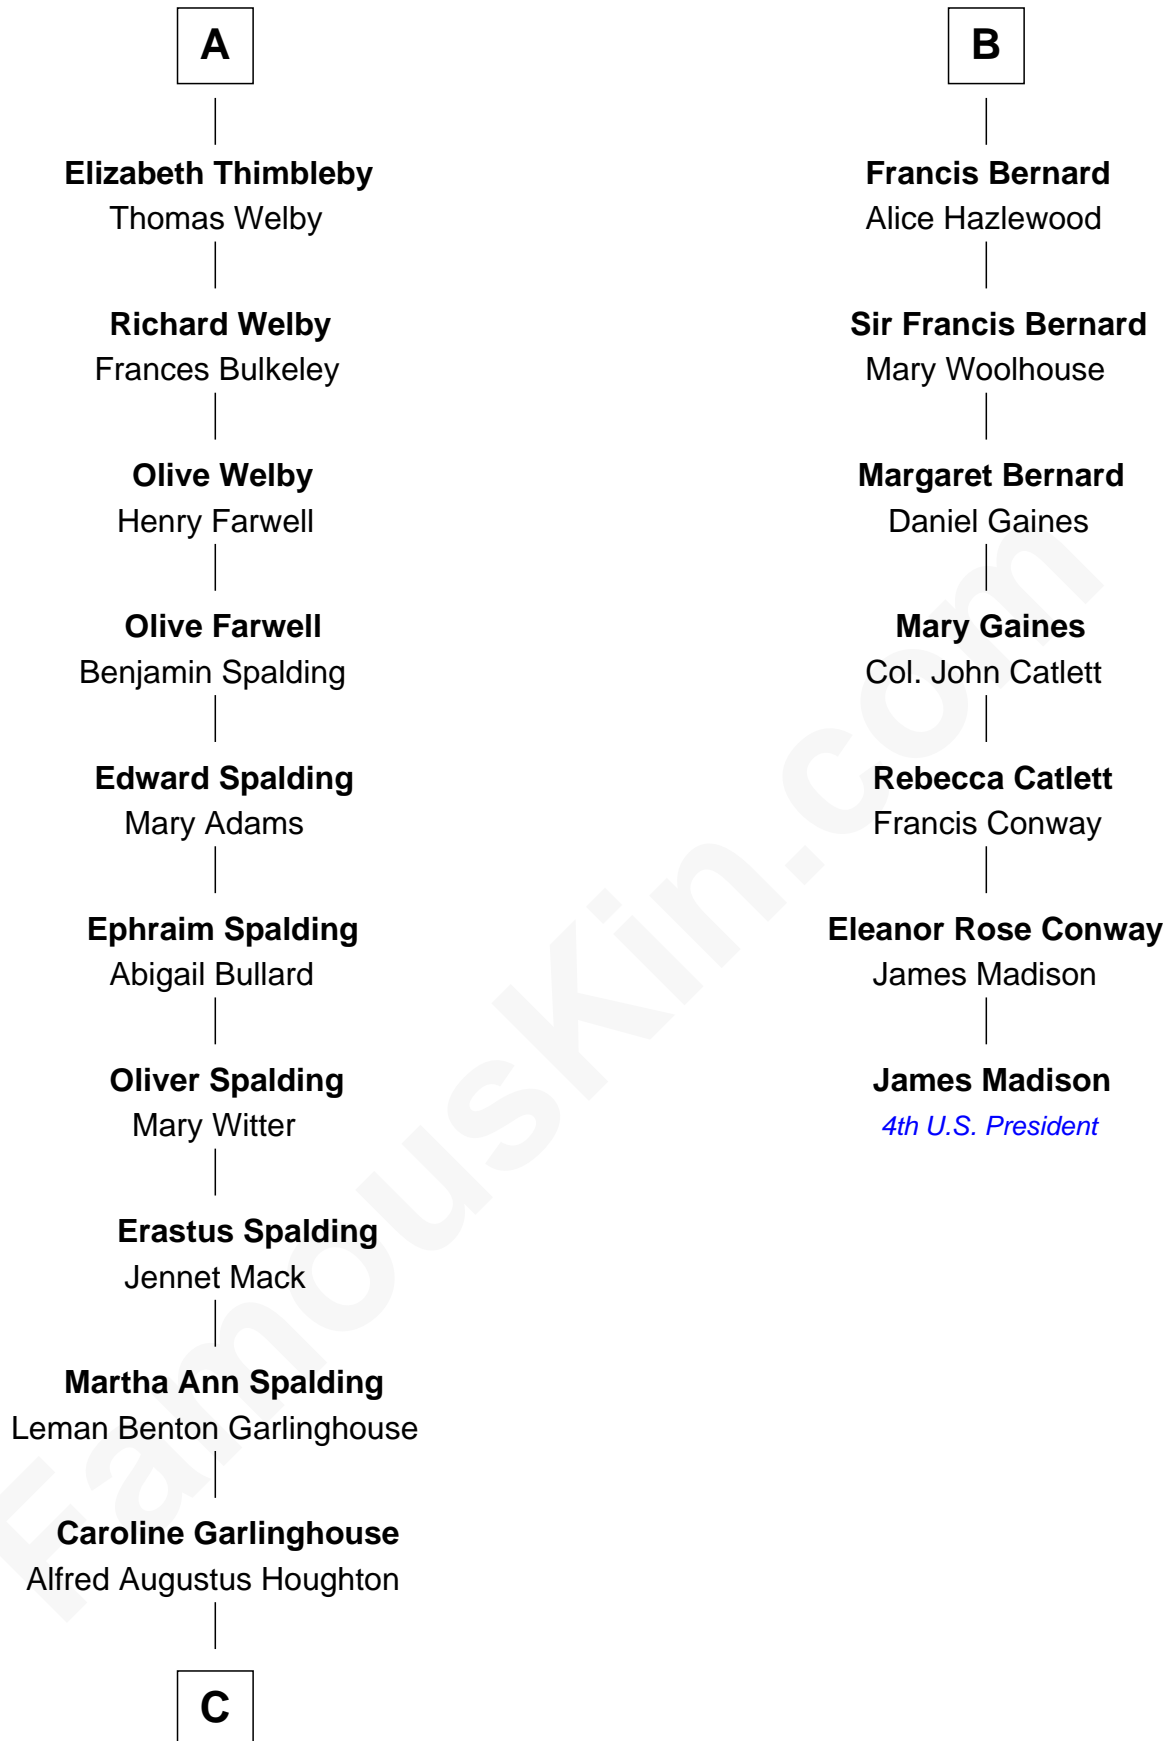 A
Elizabeth Thimbleby
Thomas Welby
Richard Welby
Frances Bulkeley
Olive Welby
Henry Farwell
Olive Farwell
Benjamin Spalding
Edward Spalding
Mary Adams
Ephraim Spalding
Abigail Bullard
Oliver Spalding
Mary Witter
Erastus Spalding
Jennet Mack
Martha Ann Spalding
Leman Benton Garlinghouse
Caroline Garlinghouse
Alfred Augustus Houghton
C
B
Francis Bernard
Alice Hazlewood
Sir Francis Bernard
Mary Woolhouse
Margaret Bernard
Daniel Gaines
Mary Gaines
Col. John Catlett
Rebecca Catlett
Francis Conway
Eleanor Rose Conway
James Madison
James Madison
4th U.S. President
FamousKin.com